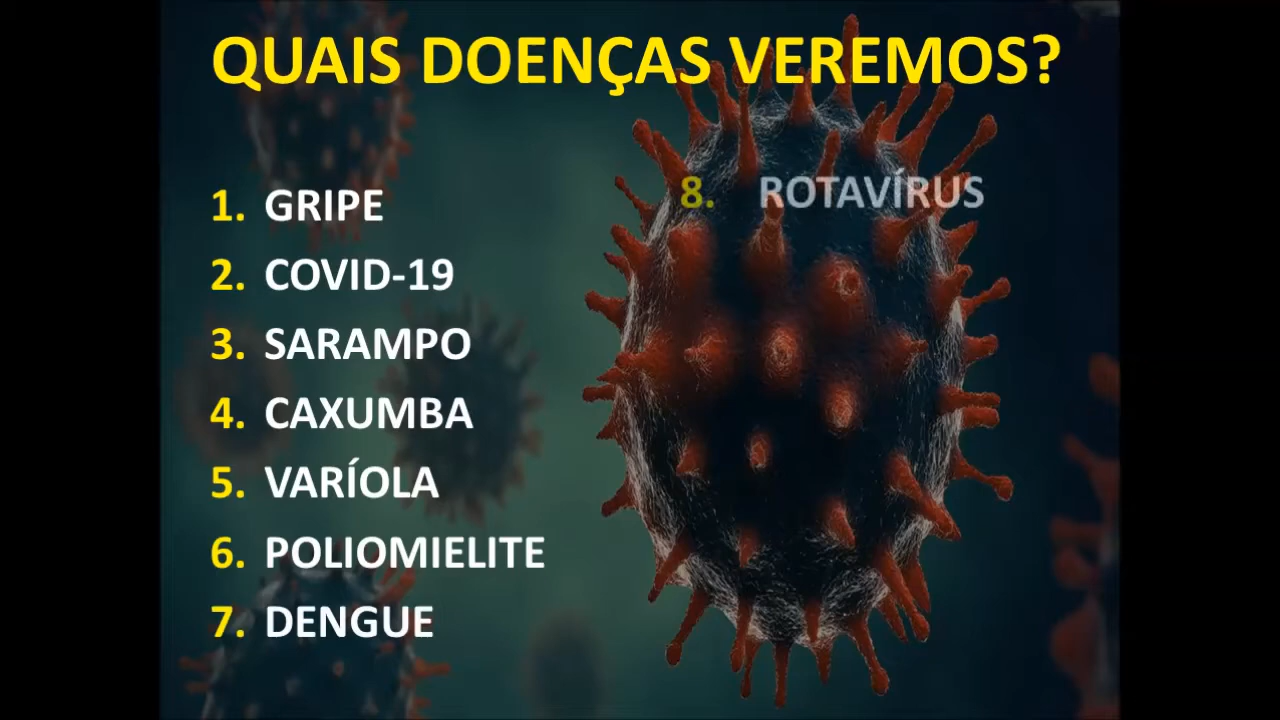 QUAIS DOENÇAS VEREMOS?
1. GRIPE
2. COVID-19
3. SARAMPO
4. CAXUMBA
5. VARÍOLA
6. POLIOMIELITE
7. DENGUE
8. ROTAVÍRUS